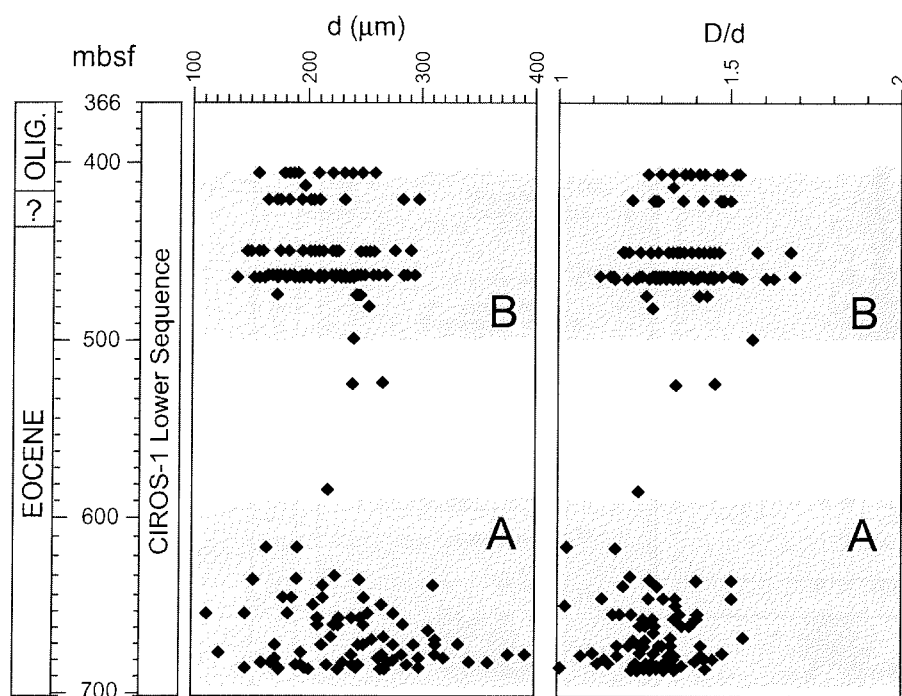 d (µm)
D/d
mbsf
100
200
300
400
1
1.5
2
366
400
500
600
700
OLIG.
?
EOCENE
CIROS-1 Lower Sequence
B
B
A
A